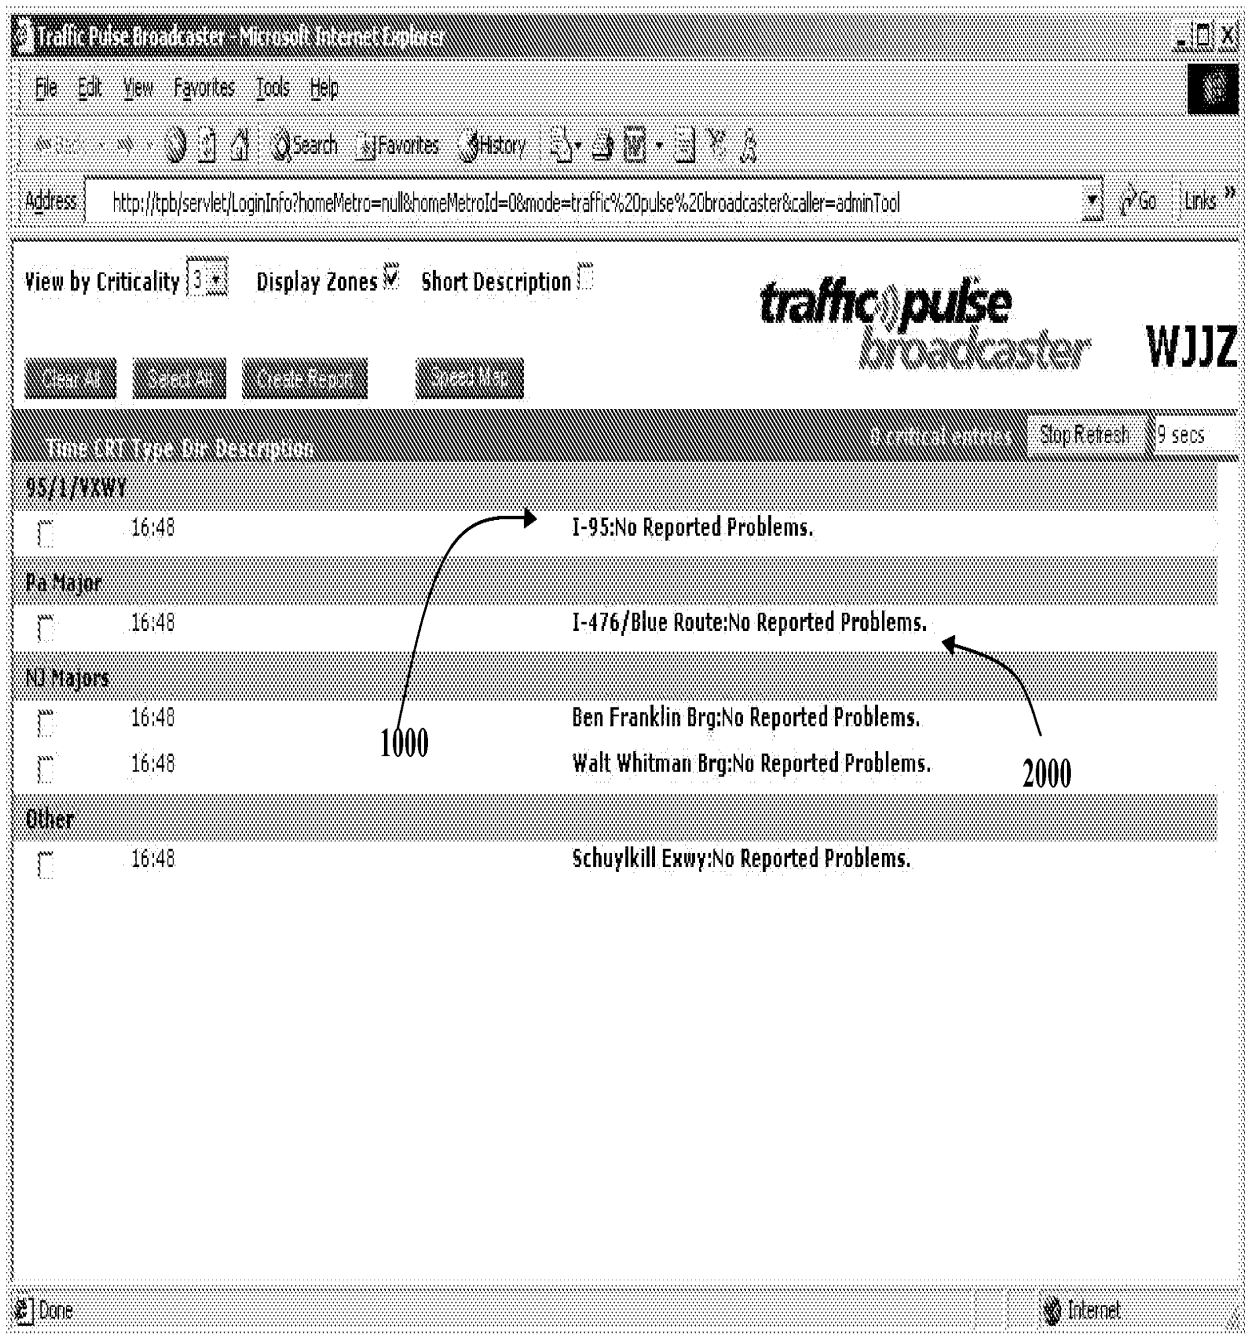 Traffic Pulse Broadcaster - Microsoft Internet Explorer
File Edit View Favorites Tools Help
Back Search Favorites History
Address http://tpb/servlet/LoginInfo?homeMetro=null&homeMetroId=0&mode=traffic%20pulse%20broadcaster&caller=adminTool Go Links »
View by Criticality 3 Display Zones Short Description
traffic pulse
broadcaster WJJZ
Clear All Select All Create Report Speed Map
Time CRT Type Dir Description 0 critical entries Stop Refresh 9 secs
95/1/VXWY
16:48 I-95:No Reported Problems.
Pa Major
16:48 I-476/Blue Route:No Reported Problems.
NJ Majors
16:48 Ben Franklin Brg:No Reported Problems.
1000
16:48 Walt Whitman Brg:No Reported Problems.
2000
Other
16:48 Schuylkill Exwy:No Reported Problems.
Done Internet